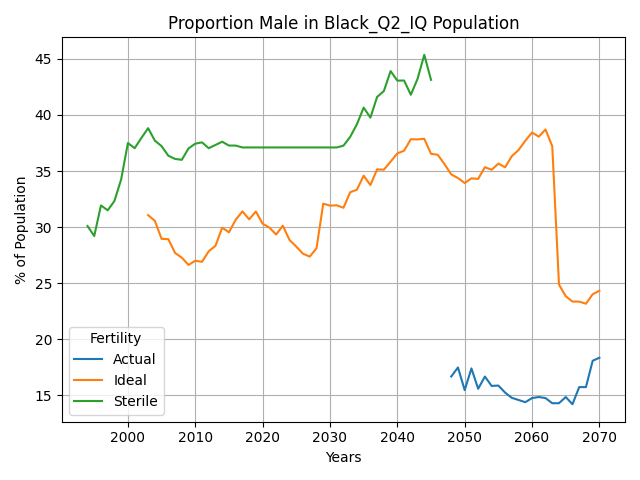 Proportion Male in Black_Q2_IQ Population
% of Population
45
40
35
30
25
20
15
Fertility
Actual
Ideal
Sterile
2000 2010 2020 2030 2040 2050 2060 2070
Years